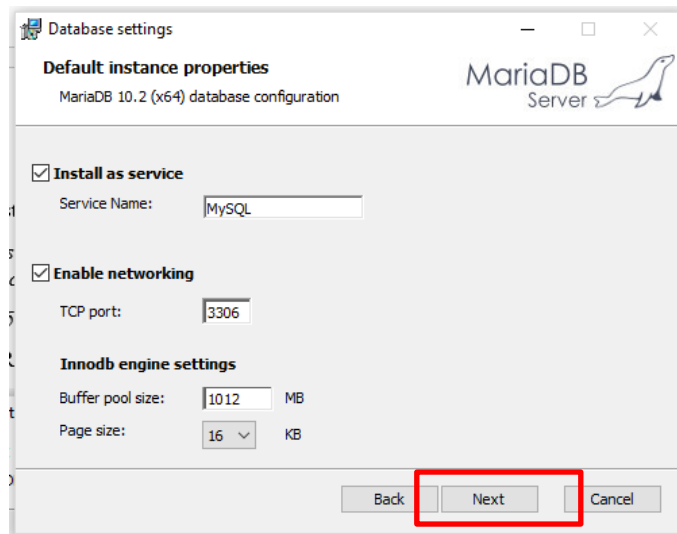 Database settings
Default instance properties
MariaDB 10.2 (x64) database configuration
MariaDB
Server
Install as service
Service Name: MySQL
Enable networking
TCP port: 3306
Innodb engine settings
Buffer pool size: 1012 MB
Page size: 16 KB
Back Next Cancel